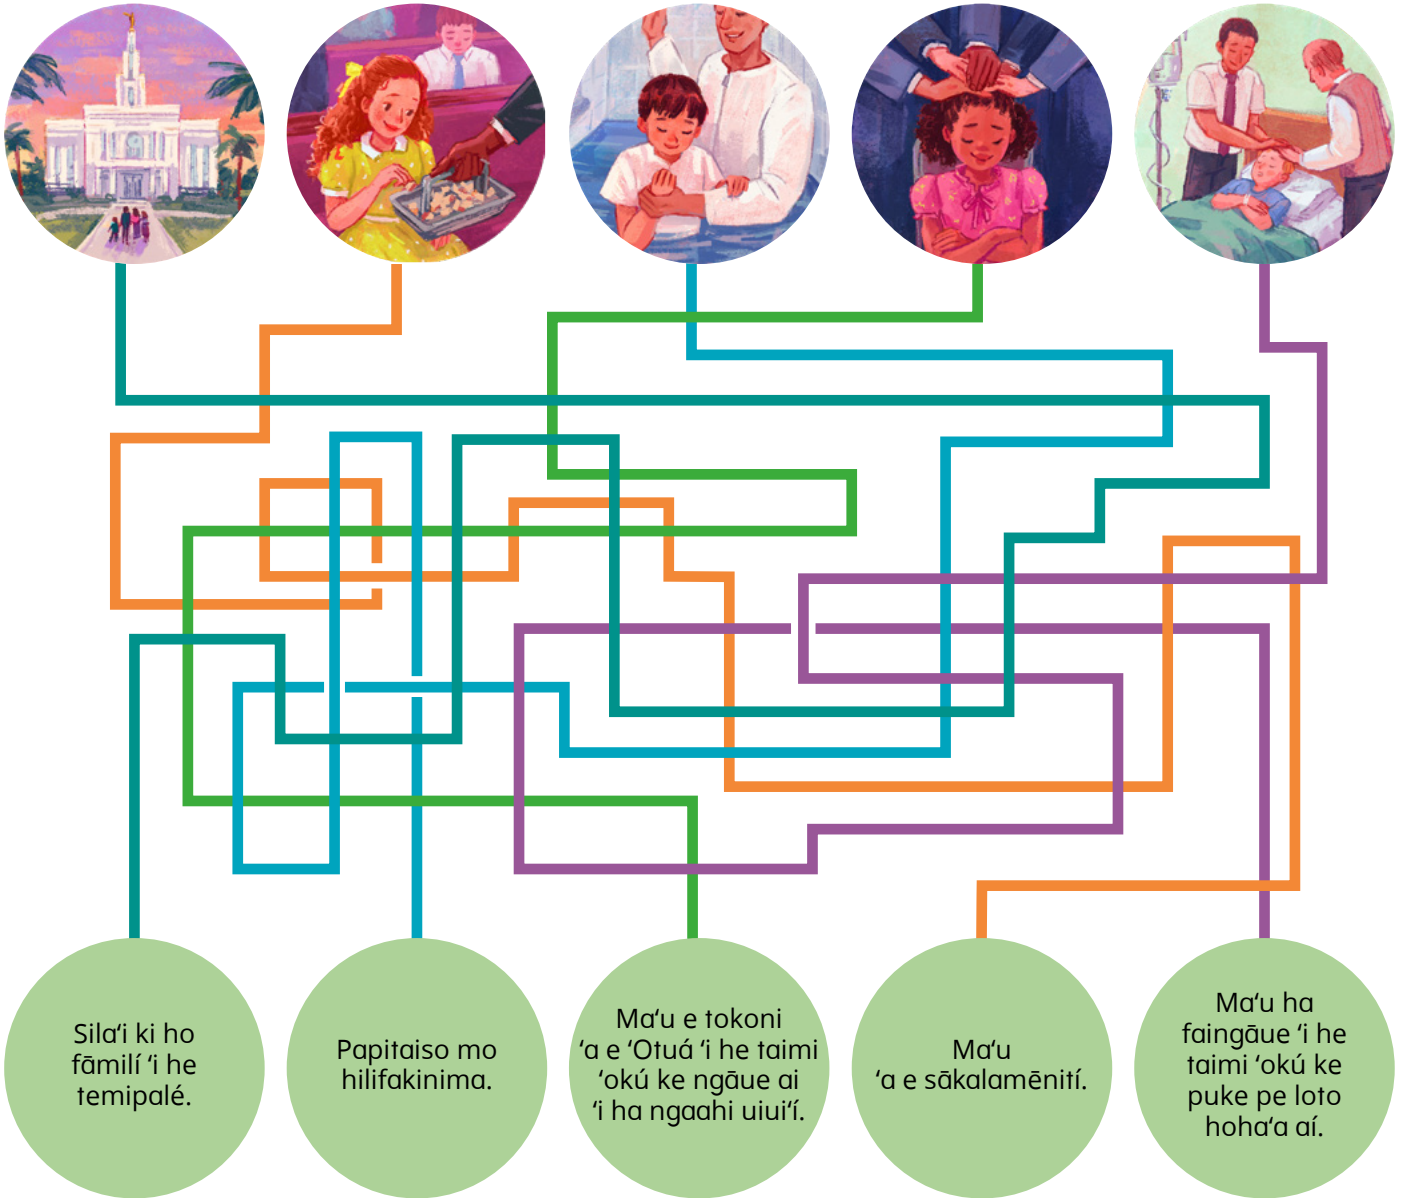 Sila‘i ki ho
fāmilí ‘i he
temipalé.
Papitaiso mo
hilifakinima.
Ma‘u e tokoni
‘a e ‘Otuá ‘i he taimi
‘okú ke ngāue ai
‘i ha ngaahi uiui‘í.
Ma‘u
‘a e sākalamēnití.
Ma‘u ha
faingāue ‘i he
taimi ‘okú ke
puke pe loto
hoha‘a aí.